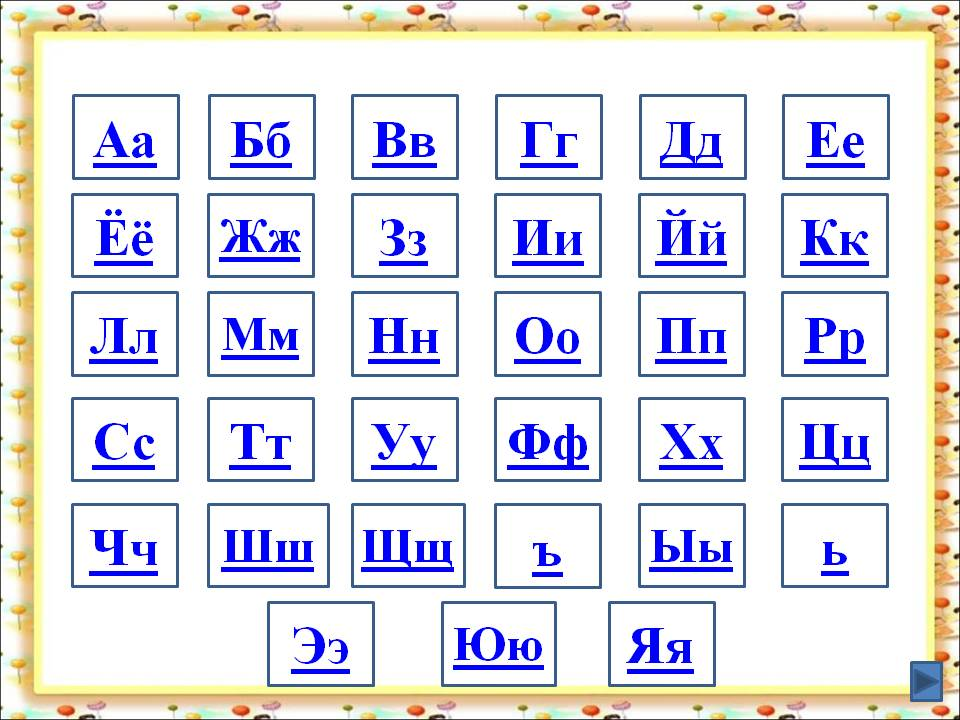 Аа Бб Вв Гг Дд Ее
Ёё Жж Зз Ии Йй Кк
Лл Мм Нн Оо Пп Рр
Сс Тт Уу Фф Хх Цц
Чч Шш Щщ ъ Ыы ь
Ээ Юю Яя